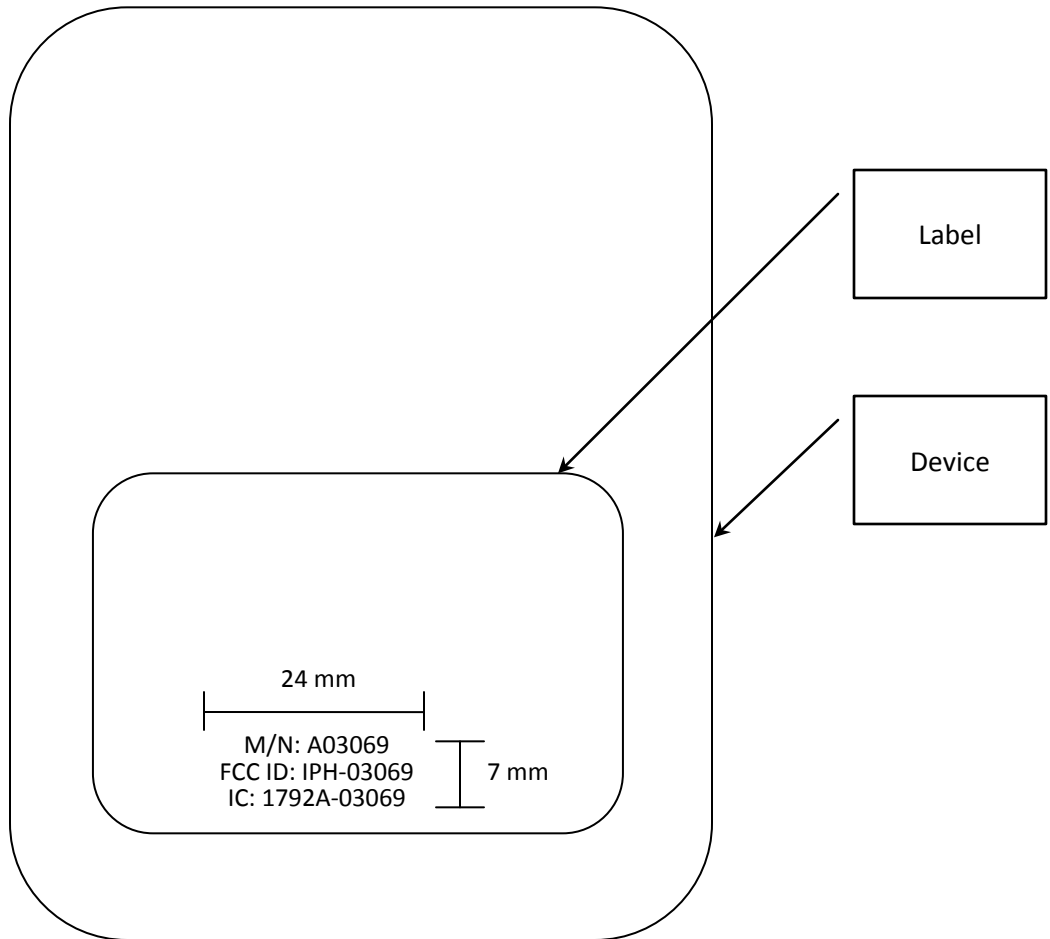 Label
Device
24 mm
M/N: A03069
FCC ID: IPH-03069
IC: 1792A-03069
7 mm